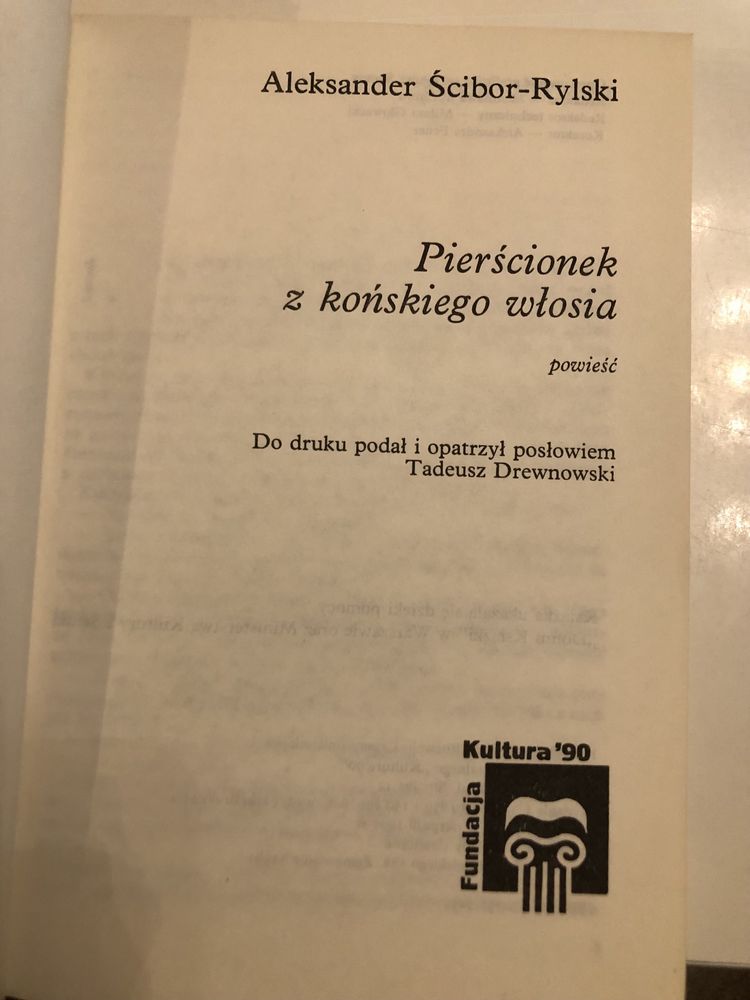 Aleksander Ścibor-Rylski
Pierścionek
z końskiego włosia
powieść
Do druku podał i opatrzył posłowiem
Tadeusz Drewnowski
Kultura '90
Fundacja